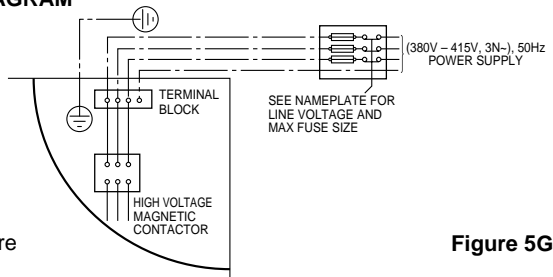 AGRAM
(380V – 415V, 3N~), 50Hz
POWER SUPPLY
TERMINAL
BLOCK
SEE NAMEPLATE FOR
LINE VOLTAGE AND
MAX FUSE SIZE
HIGH VOLTAGE
MAGNETIC
CONTACTOR
re
Figure 5G